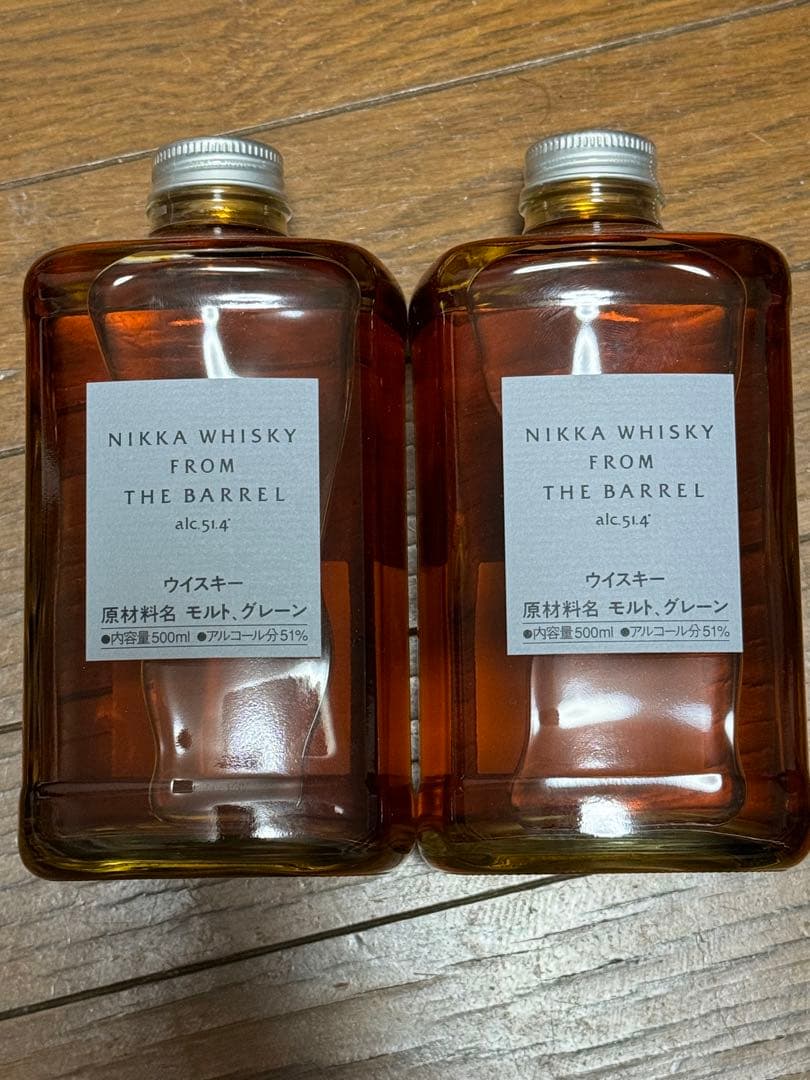 NIKKA WHISKY
FROM
THE BARREL
alc.51.4°
ウイスキー
原材料名 モルト、グレーン
●内容量500ml ●アルコール分51%
NIKKA WHISKY
FROM
THE BARREL
alc.51.4°
ウイスキー
原材料名 モルト、グレーン
●内容量500ml ●アルコール分51%